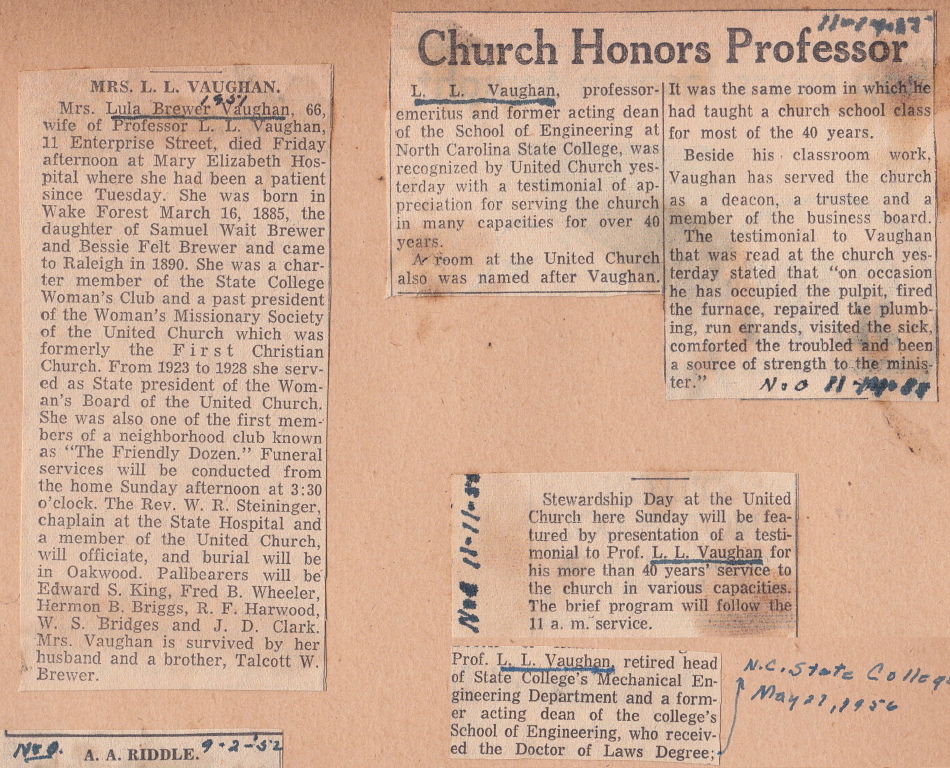 MRS. L. L. VAUGHAN.
1951
Mrs. Lula Brewer Vaughan, 66,
wife of Professor L. L. Vaughan,
11 Enterprise Street, died Friday
afternoon at Mary Elizabeth Hos-
pital where she had been a patient
since Tuesday. She was born in
Wake Forest March 16, 1885, the
daughter of Samuel Wait Brewer
and Bessie Felt Brewer and came
to Raleigh in 1890. She was a char-
ter member of the State College
Woman's Club and a past president
of the Woman's Missionary Society
of the United Church which was
formerly the First Christian
Church. From 1923 to 1928 she serv-
ed as State president of the Wom-
an's Board of the United Church.
She was also one of the first mem-
bers of a neighborhood club known
as "The Friendly Dozen." Funeral
services will be conducted from
the home Sunday afternoon at 3:30
o'clock. The Rev. W. R. Steininger,
chaplain at the State Hospital and
a member of the United Church,
will officiate, and burial will be
in Oakwood. Pallbearers will be
Edward S. King, Fred B. Wheeler,
Hermon B. Briggs, R. F. Harwood,
W. S. Bridges and J. D. Clark.
Mrs. Vaughan is survived by her
husband and a brother, Talcott W.
Brewer.
N&O. 9-2-'52
A. A. RIDDLE.
Church Honors Professor
L. L. Vaughan, professor-
emeritus and former acting dean
of the School of Engineering at
North Carolina State College, was
recognized by United Church yes-
terday with a testimonial of ap-
preciation for serving the church
in many capacities for over 40
years.
A room at the United Church
also was named after Vaughan.
It was the same room in which he
had taught a church school class
for most of the 40 years.
Beside his classroom work,
Vaughan has served the church
as a deacon, a trustee and a
member of the business board.
The testimonial to Vaughan
that was read at the church yes-
terday stated that "on occasion
he has occupied the pulpit, fired
the furnace, repaired the plumb-
ing, run errands, visited the sick,
comforted the troubled and been
a source of strength to the minis-
ter."
Stewardship Day at the United
Church here Sunday will be fea-
tured by presentation of a testi-
monial to Prof. L. L. Vaughan for
his more than 40 years' service to
the church in various capacities.
The brief program will follow the
11 a. m. service.
Prof. L. L. Vaughan, retired head
of State College's Mechanical En-
gineering Department and a form-
er acting dean of the college's
School of Engineering, who receiv-
ed the Doctor of Laws Degree;
N.C. State College
May 27, 1956